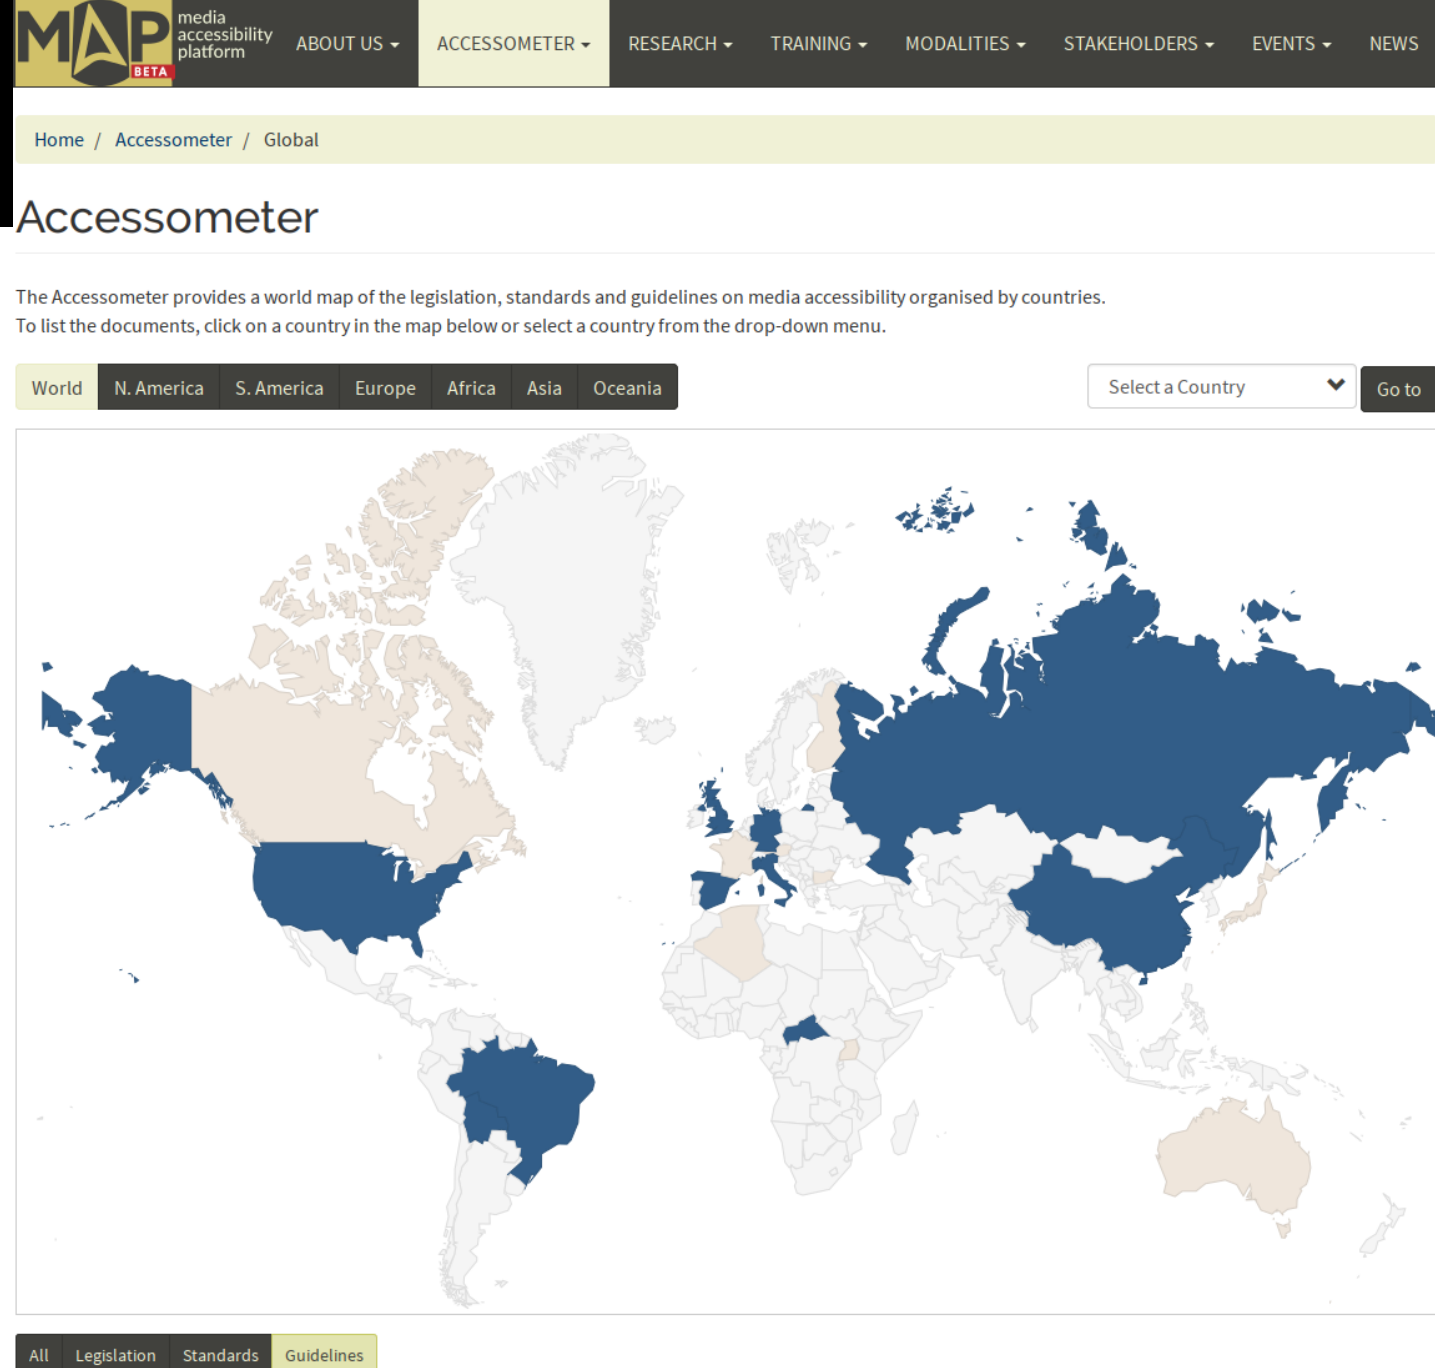 MAP
BETA
media
accessibility
platform
ABOUT US
ACCESSOMETER
RESEARCH
TRAINING
MODALITIES
STAKEHOLDERS
EVENTS
NEWS
Home / Accessometer / Global
Accessometer
The Accessometer provides a world map of the legislation, standards and guidelines on media accessibility organised by countries.
To list the documents, click on a country in the map below or select a country from the drop-down menu.
World N. America S. America Europe Africa Asia Oceania
Select a Country Go to
All Legislation Standards Guidelines